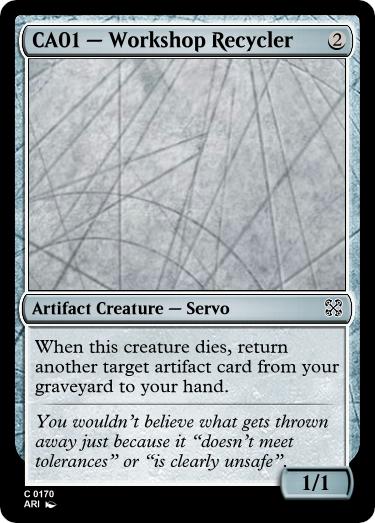 CA01 — Workshop Recycler
2
Artifact Creature — Servo
When this creature dies, return
another target artifact card from your
graveyard to your hand.
You wouldn't believe what gets thrown
away just because it “doesn't meet
tolerances” or “is clearly unsafe”.
1/1
C 0170
ARI